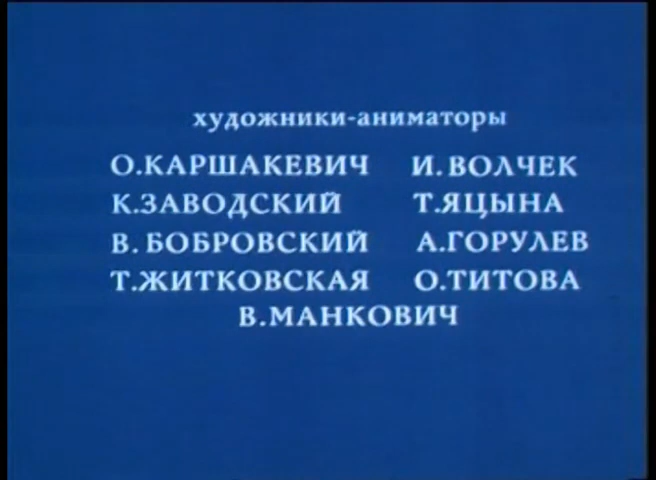 художники-аниматоры
О.КАРШАКЕВИЧ И.ВОЛЧЕК
К.ЗАВОДСКИЙ Т.ЯЦЫНА
В.БОБРОВСКИЙ А.ГОРУЛЕВ
Т.ЖИТКОВСКАЯ О.ТИТОВА
В.МАНКОВИЧ